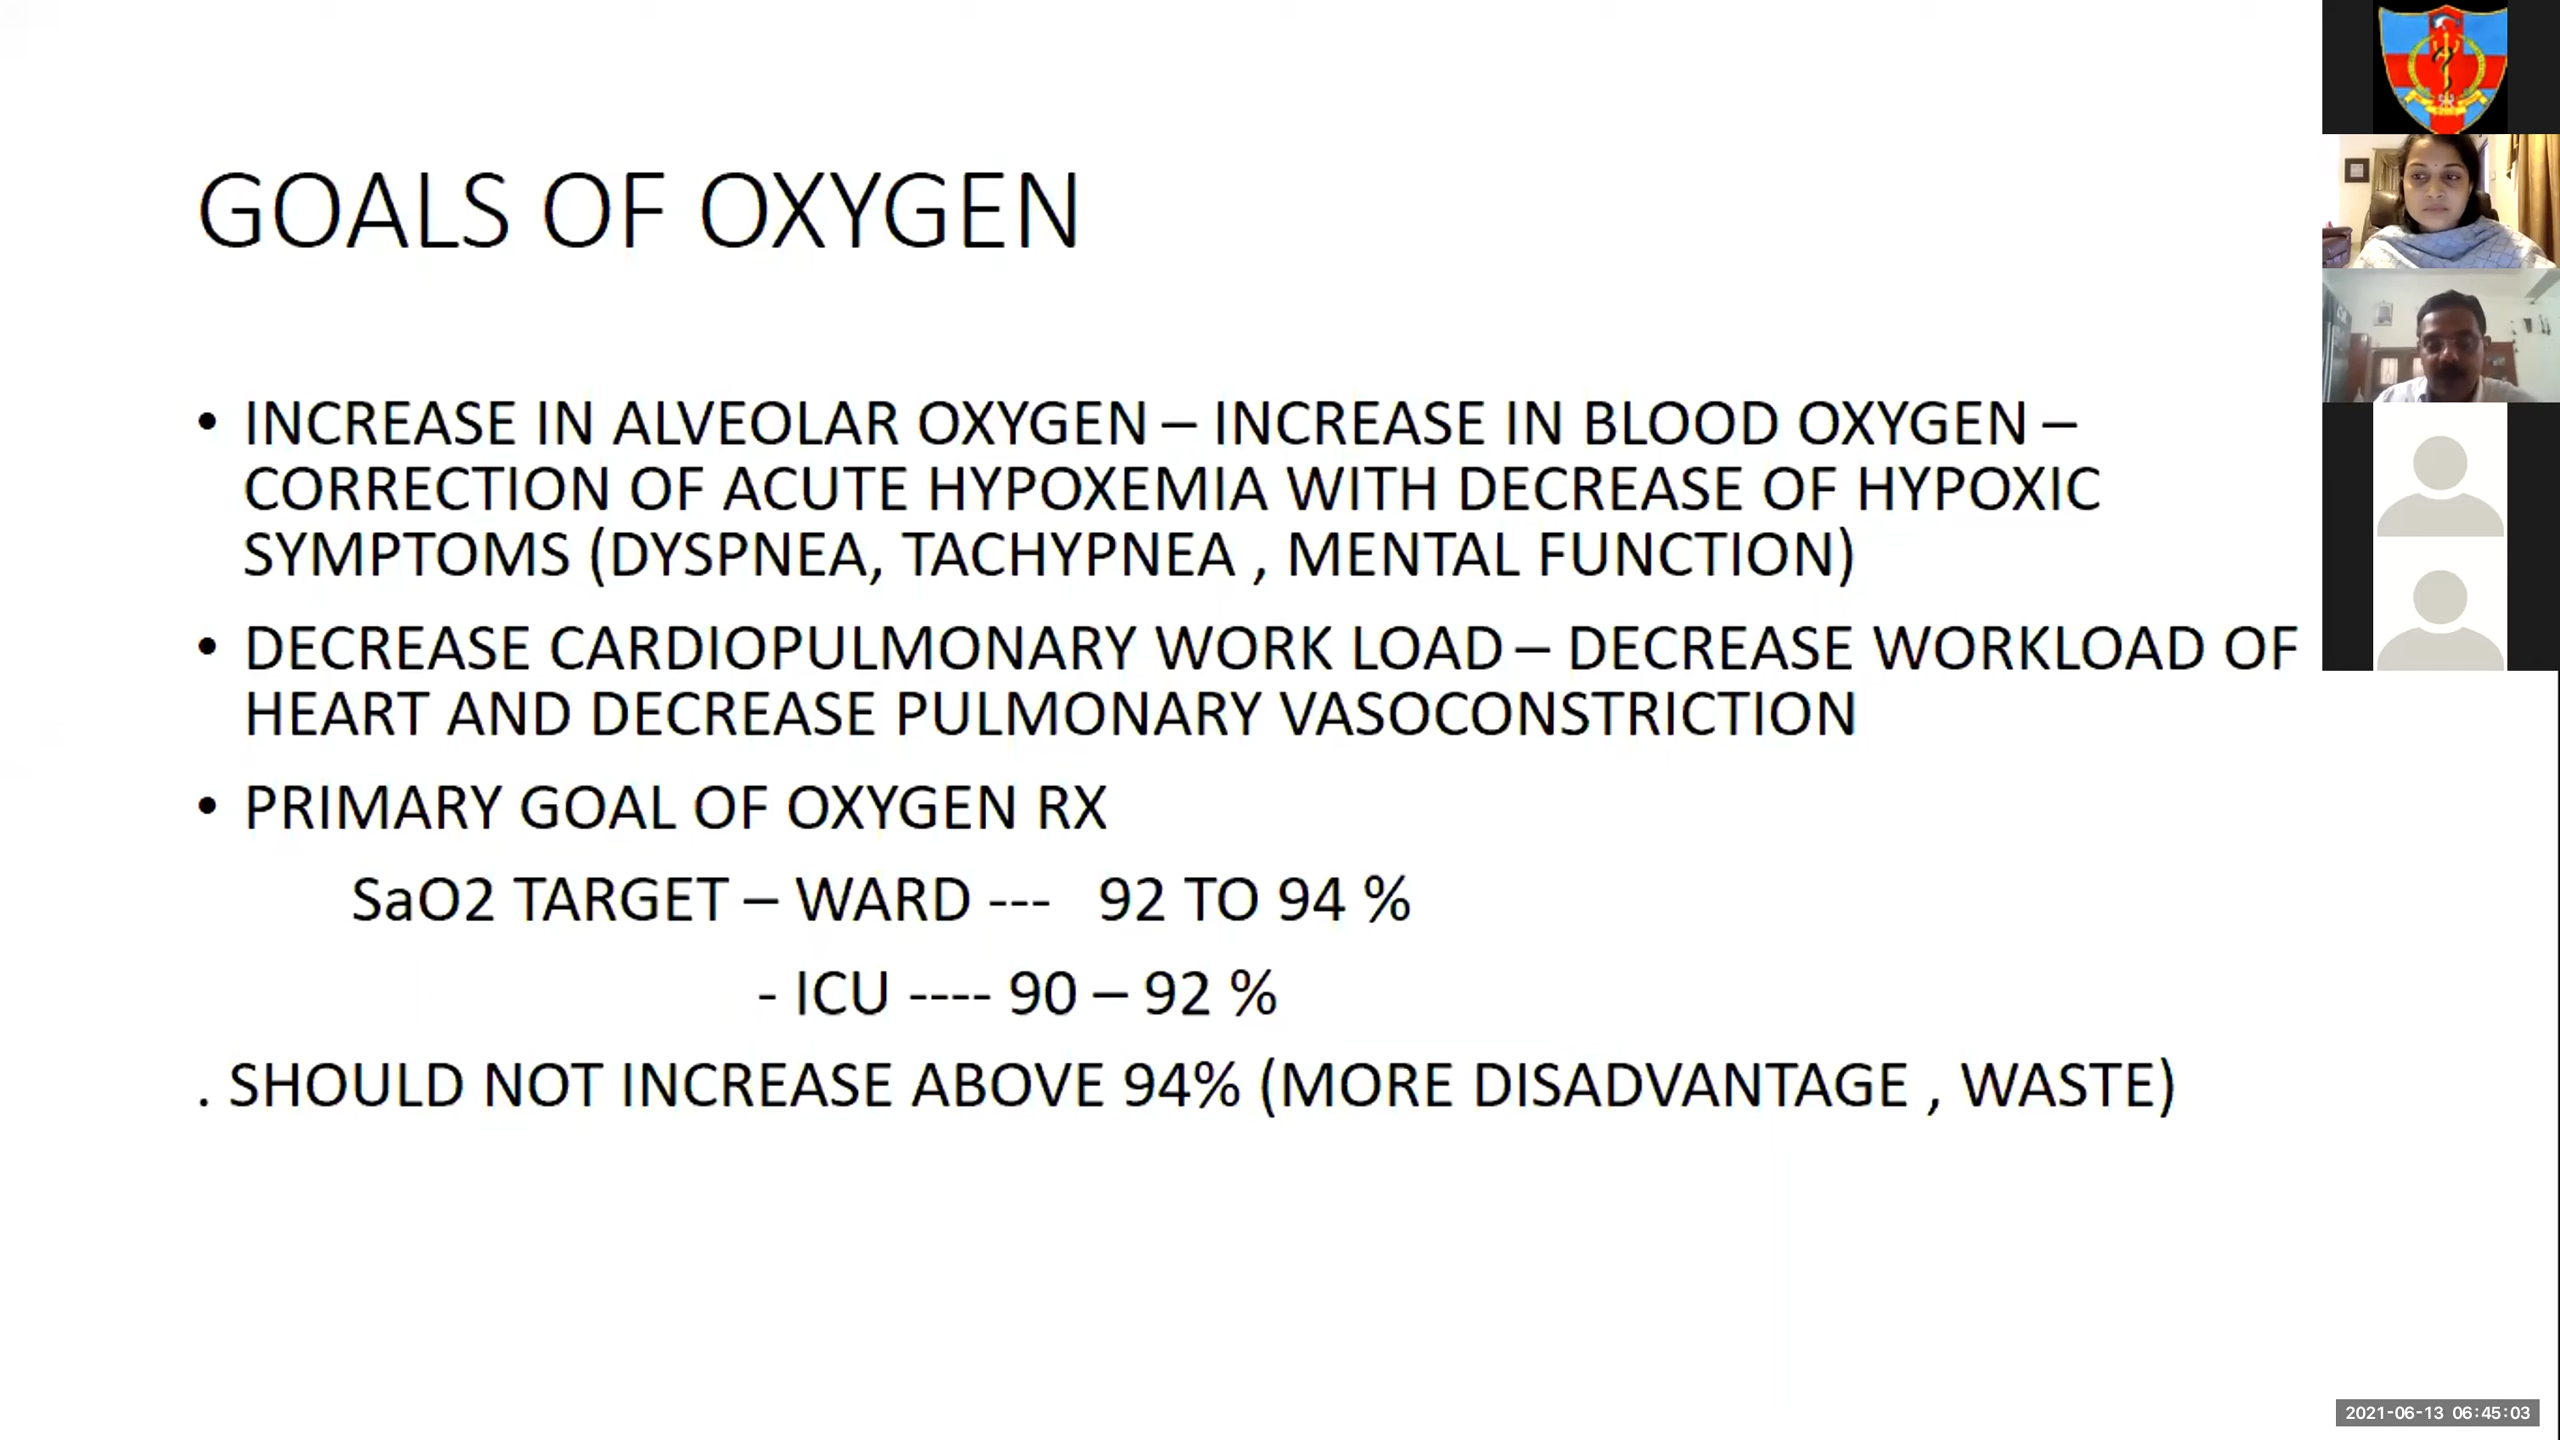 GOALS OF OXYGEN
• INCREASE IN ALVEOLAR OXYGEN – INCREASE IN BLOOD OXYGEN –
CORRECTION OF ACUTE HYPOXEMIA WITH DECREASE OF HYPOXIC
SYMPTOMS (DYSPNEA, TACHYPNEA , MENTAL FUNCTION)
• DECREASE CARDIOPULMONARY WORK LOAD – DECREASE WORKLOAD OF
HEART AND DECREASE PULMONARY VASOCONSTRICTION
• PRIMARY GOAL OF OXYGEN RX
SaO2 TARGET – WARD --- 92 TO 94 %
- ICU ---- 90 – 92 %
. SHOULD NOT INCREASE ABOVE 94% (MORE DISADVANTAGE , WASTE)
2021-06-13 06:45:03